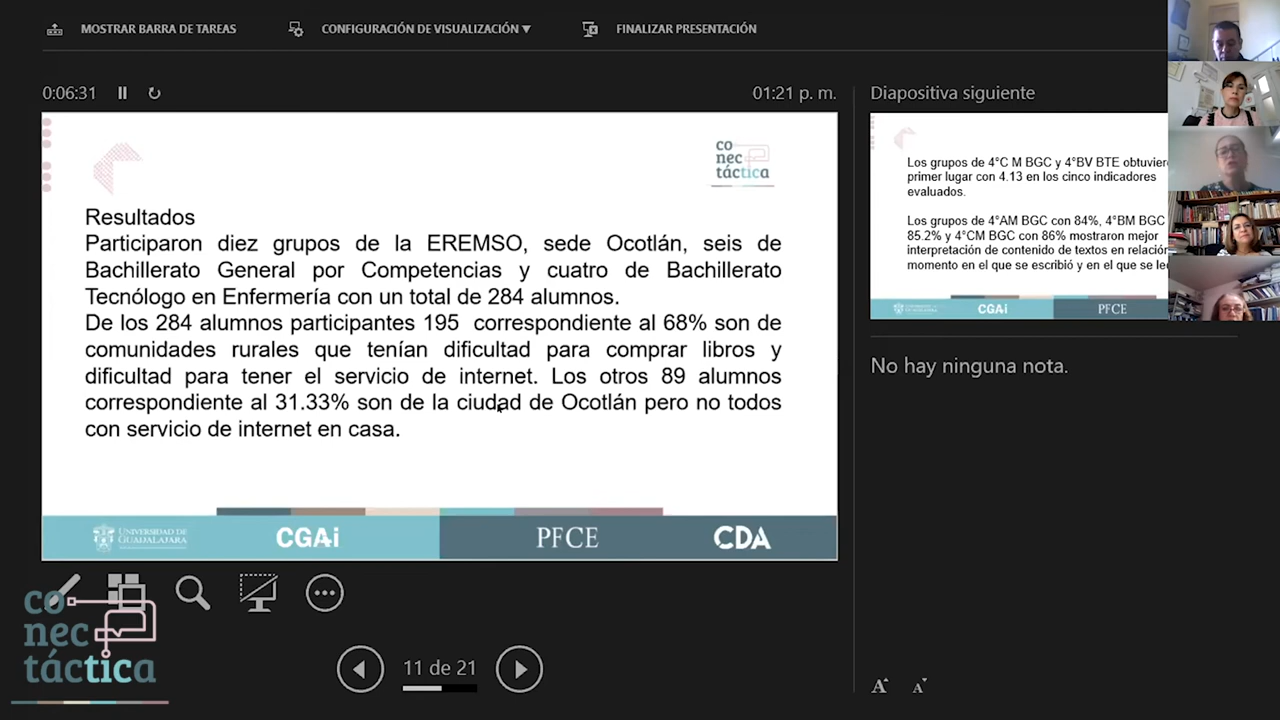 MOSTRAR BARRA DE TAREAS
CONFIGURACIÓN DE VISUALIZACIÓN
FINALIZAR PRESENTACIÓN
0:06:31
01:21 p. m.
co
nec
táctica
Resultados
Participaron diez grupos de la EREMSO, sede Ocotlán, seis de
Bachillerato General por Competencias y cuatro de Bachillerato
Tecnólogo en Enfermería con un total de 284 alumnos.
De los 284 alumnos participantes 195 correspondiente al 68% son de
comunidades rurales que tenían dificultad para comprar libros y
dificultad para tener el servicio de internet. Los otros 89 alumnos
correspondiente al 31.33% son de la ciudad de Ocotlán pero no todos
con servicio de internet en casa.
UNIVERSIDAD DE
GUADALAJARA
CGAi
PFCE
CDA
Diapositiva siguiente
Los grupos de 4°C M BGC y 4°BV BTE
primer lugar con 4.13 en los cinco indicadores
evaluados.
Los grupos de 4°AM BGC con 84%, 4°BM BGC
85.2% y 4°CM BGC con 86% mostraron mejor
interpretación de contenido de textos en
momento en el que se escribió y en el que se
CGAi
PFCE
No hay ninguna nota.
co
nec
táctica
11 de 21
A A